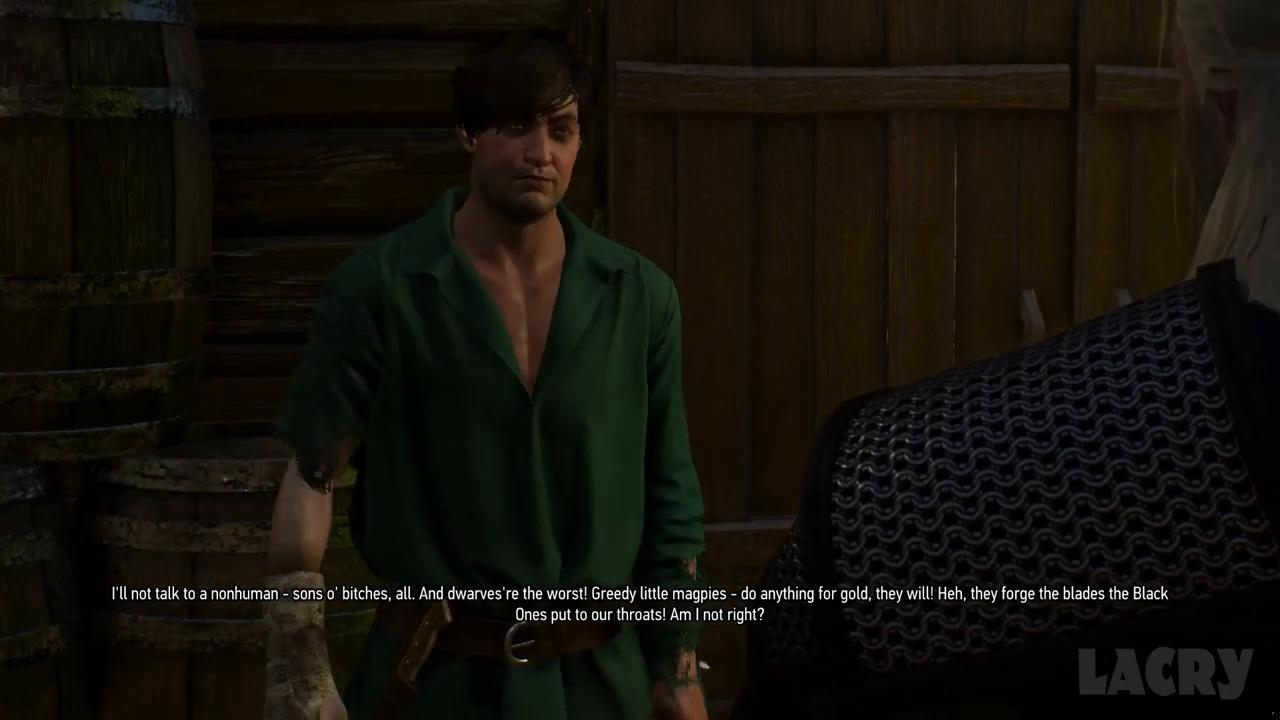 I'll not talk to a nonhuman - sons o' bitches, all. And dwarves're the worst! Greedy little magpies - do anything for gold, they will! Heh, they forge the blades the Black
Ones put to our throats! Am I not right?
LACRY